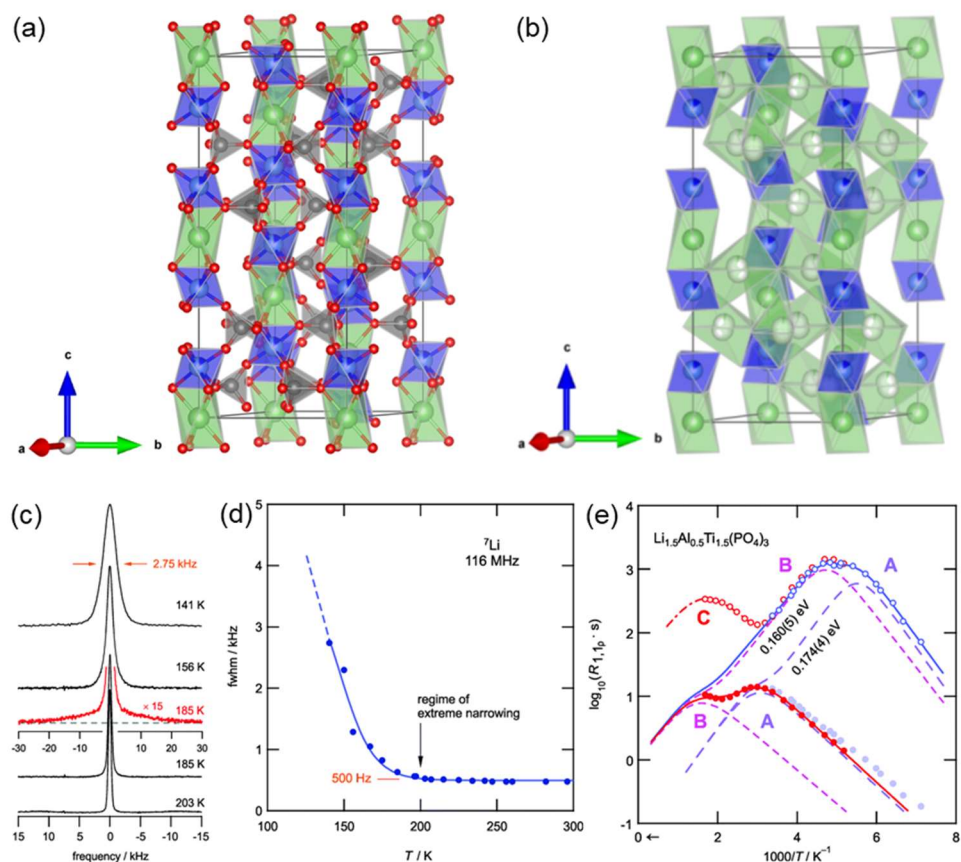 (a)
(b)
c
a
b
c
a
b
(c)
2.75 kHz
141 K
156 K
× 15
185 K
30 20 10 0 -10 -20 -30
185 K
203 K
15 10 5 0 -5 -10 -15
frequency / kHz
(d)
5
4
3
2
1
0
fwhm / kHz
⁷Li
116 MHz
regime of
extreme narrowing
500 Hz
100 150 200 250 300
T / K
(e)
4
3
2
1
0
-1
log₁₀(R₁,₁ρ · s)
Li₁.₅Al₀.₅Ti₁.₅(PO₄)₃
B
A
C
0.160(5) eV
0.174(4) eV
B
A
0 ← 2 4 6 8
1000/T / K⁻¹